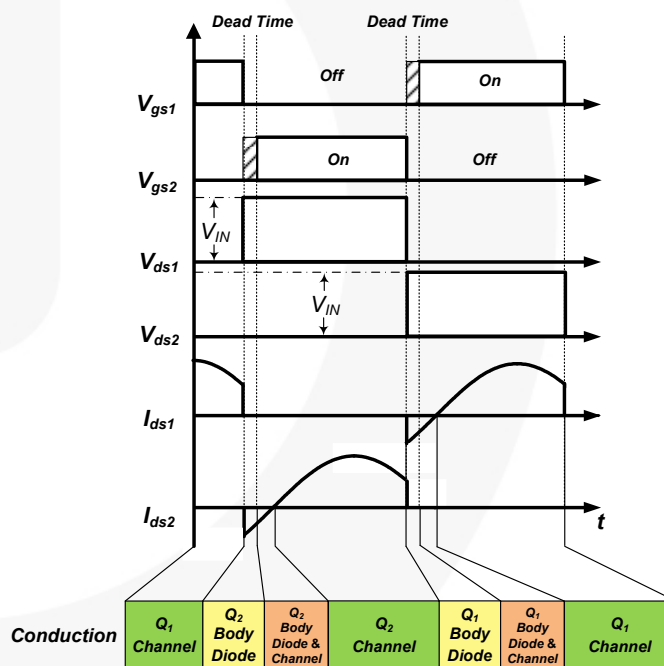 Dead Time
Dead Time
Off
On
Vgs1
On
Off
Vgs2
VIN
Vds1
VIN
Vds2
Ids1
Ids2
t
Conduction
Q1
Channel
Q2
Body
Diode
Q2
Body
Diode &
Channel
Q2
Channel
Q1
Body
Diode
Q1
Body
Diode &
Channel
Q1
Channel